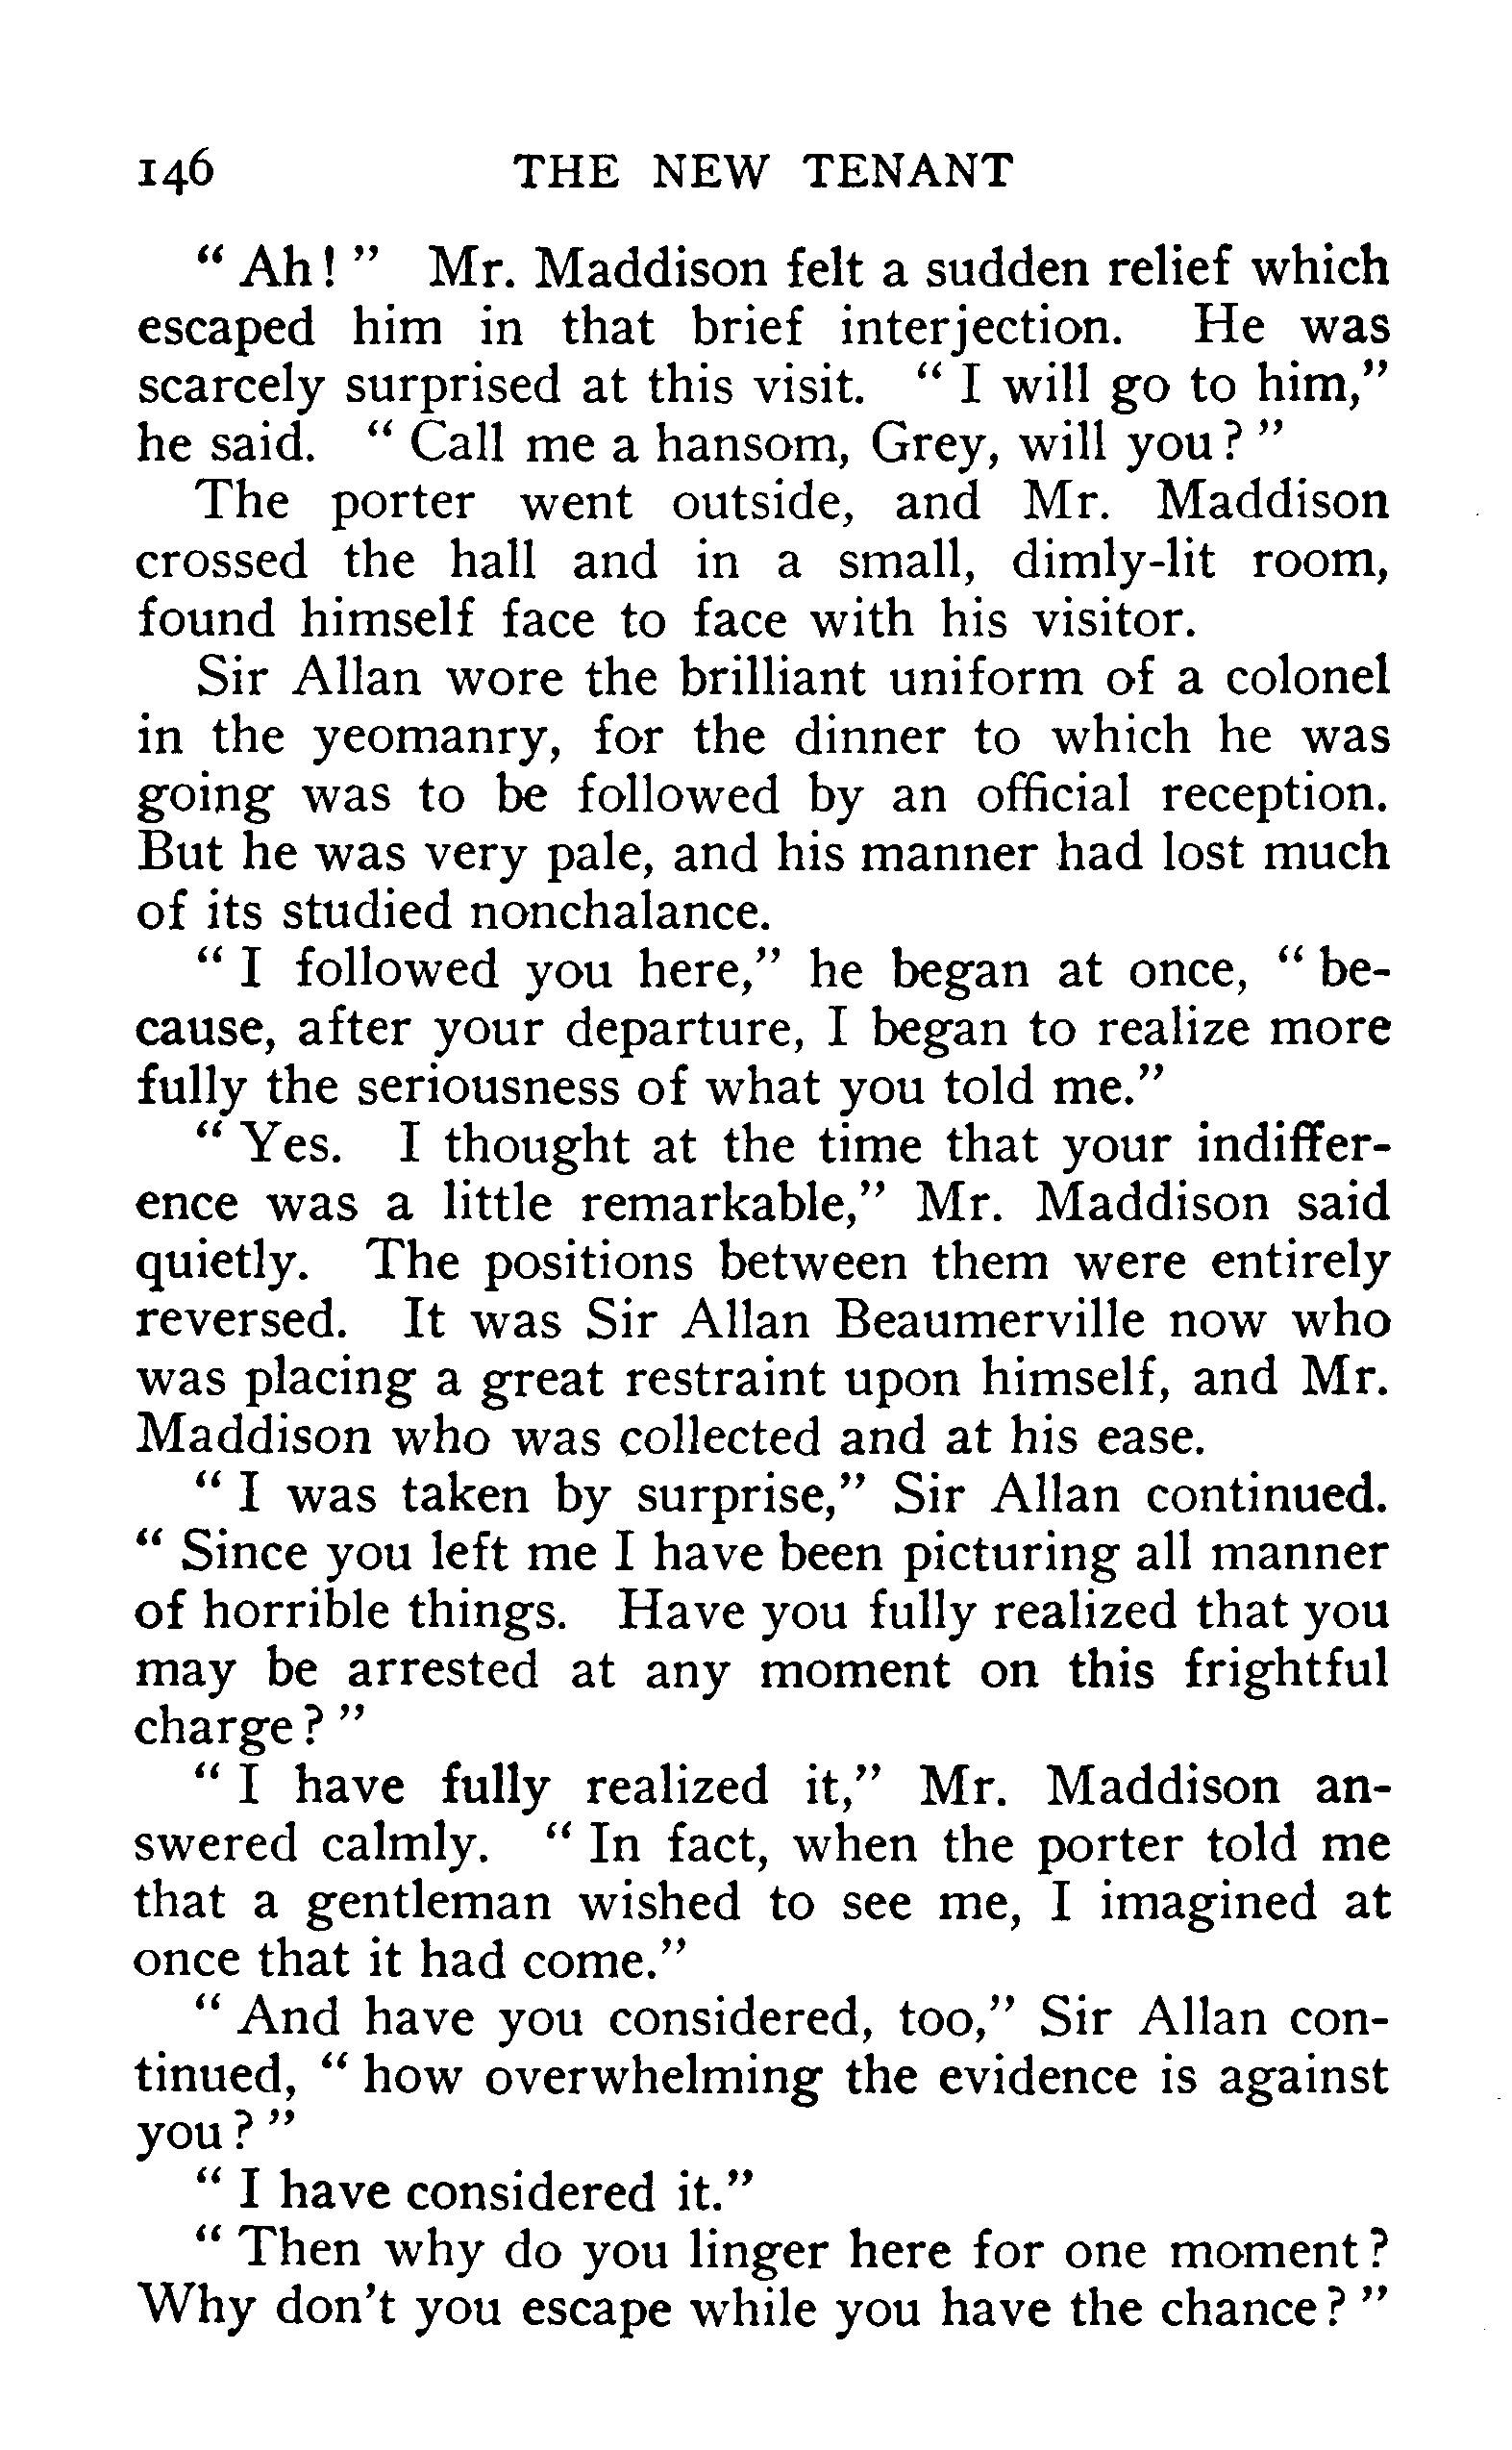 146 THE NEW TENANT
“ Ah! ” Mr. Maddison felt a sudden relief which
escaped him in that brief interjection. He was
scarcely surprised at this visit. “ I will go to him,”
he said. “ Call me a hansom, Grey, will you? ”
The porter went outside, and Mr. Maddison
crossed the hall and in a small, dimly-lit room,
found himself face to face with his visitor.
Sir Allan wore the brilliant uniform of a colonel
in the yeomanry, for the dinner to which he was
going was to be followed by an official reception.
But he was very pale, and his manner had lost much
of its studied nonchalance.
“ I followed you here,” he began at once, “ be-
cause, after your departure, I began to realize more
fully the seriousness of what you told me.”
“ Yes. I thought at the time that your indiffer-
ence was a little remarkable,” Mr. Maddison said
quietly. The positions between them were entirely
reversed. It was Sir Allan Beaumerville now who
was placing a great restraint upon himself, and Mr.
Maddison who was collected and at his ease.
“ I was taken by surprise,” Sir Allan continued.
“ Since you left me I have been picturing all manner
of horrible things. Have you fully realized that you
may be arrested at any moment on this frightful
charge? ”
“ I have fully realized it,” Mr. Maddison an-
swered calmly. “ In fact, when the porter told me
that a gentleman wished to see me, I imagined at
once that it had come.”
“ And have you considered, too,” Sir Allan con-
tinued, “ how overwhelming the evidence is against
you? ”
“ I have considered it.”
“ Then why do you linger here for one moment?
Why don’t you escape while you have the chance? ”